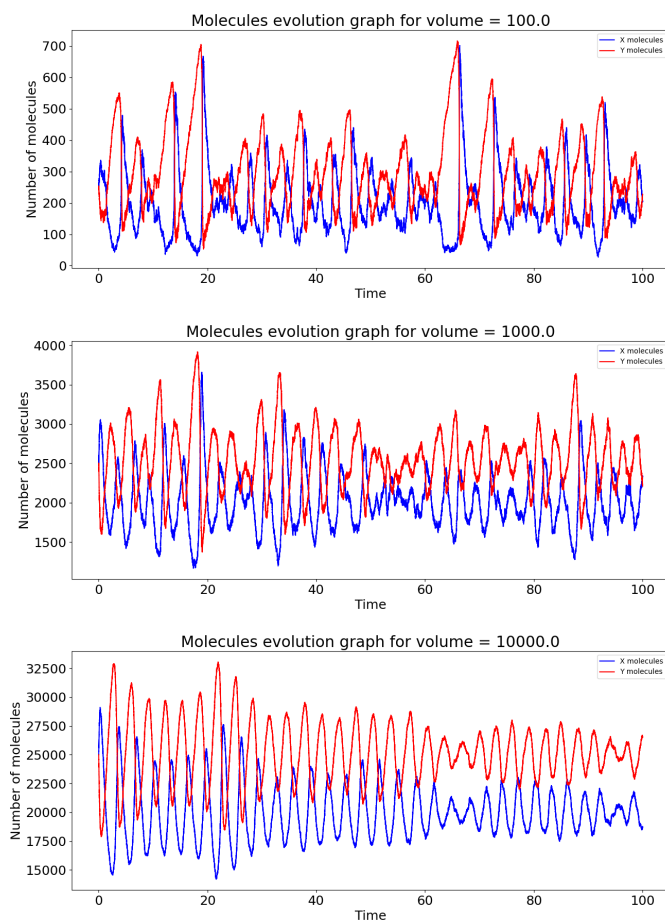 Molecules evolution graph for volume = 100.0
X molecules
Y molecules
700
600
500
400
300
200
100
0
Number of molecules
0 20 40 60 80 100
Time
Molecules evolution graph for volume = 1000.0
X molecules
Y molecules
4000
3500
3000
2500
2000
1500
Number of molecules
0 20 40 60 80 100
Time
Molecules evolution graph for volume = 10000.0
X molecules
Y molecules
32500
30000
27500
25000
22500
20000
17500
15000
Number of molecules
0 20 40 60 80 100
Time